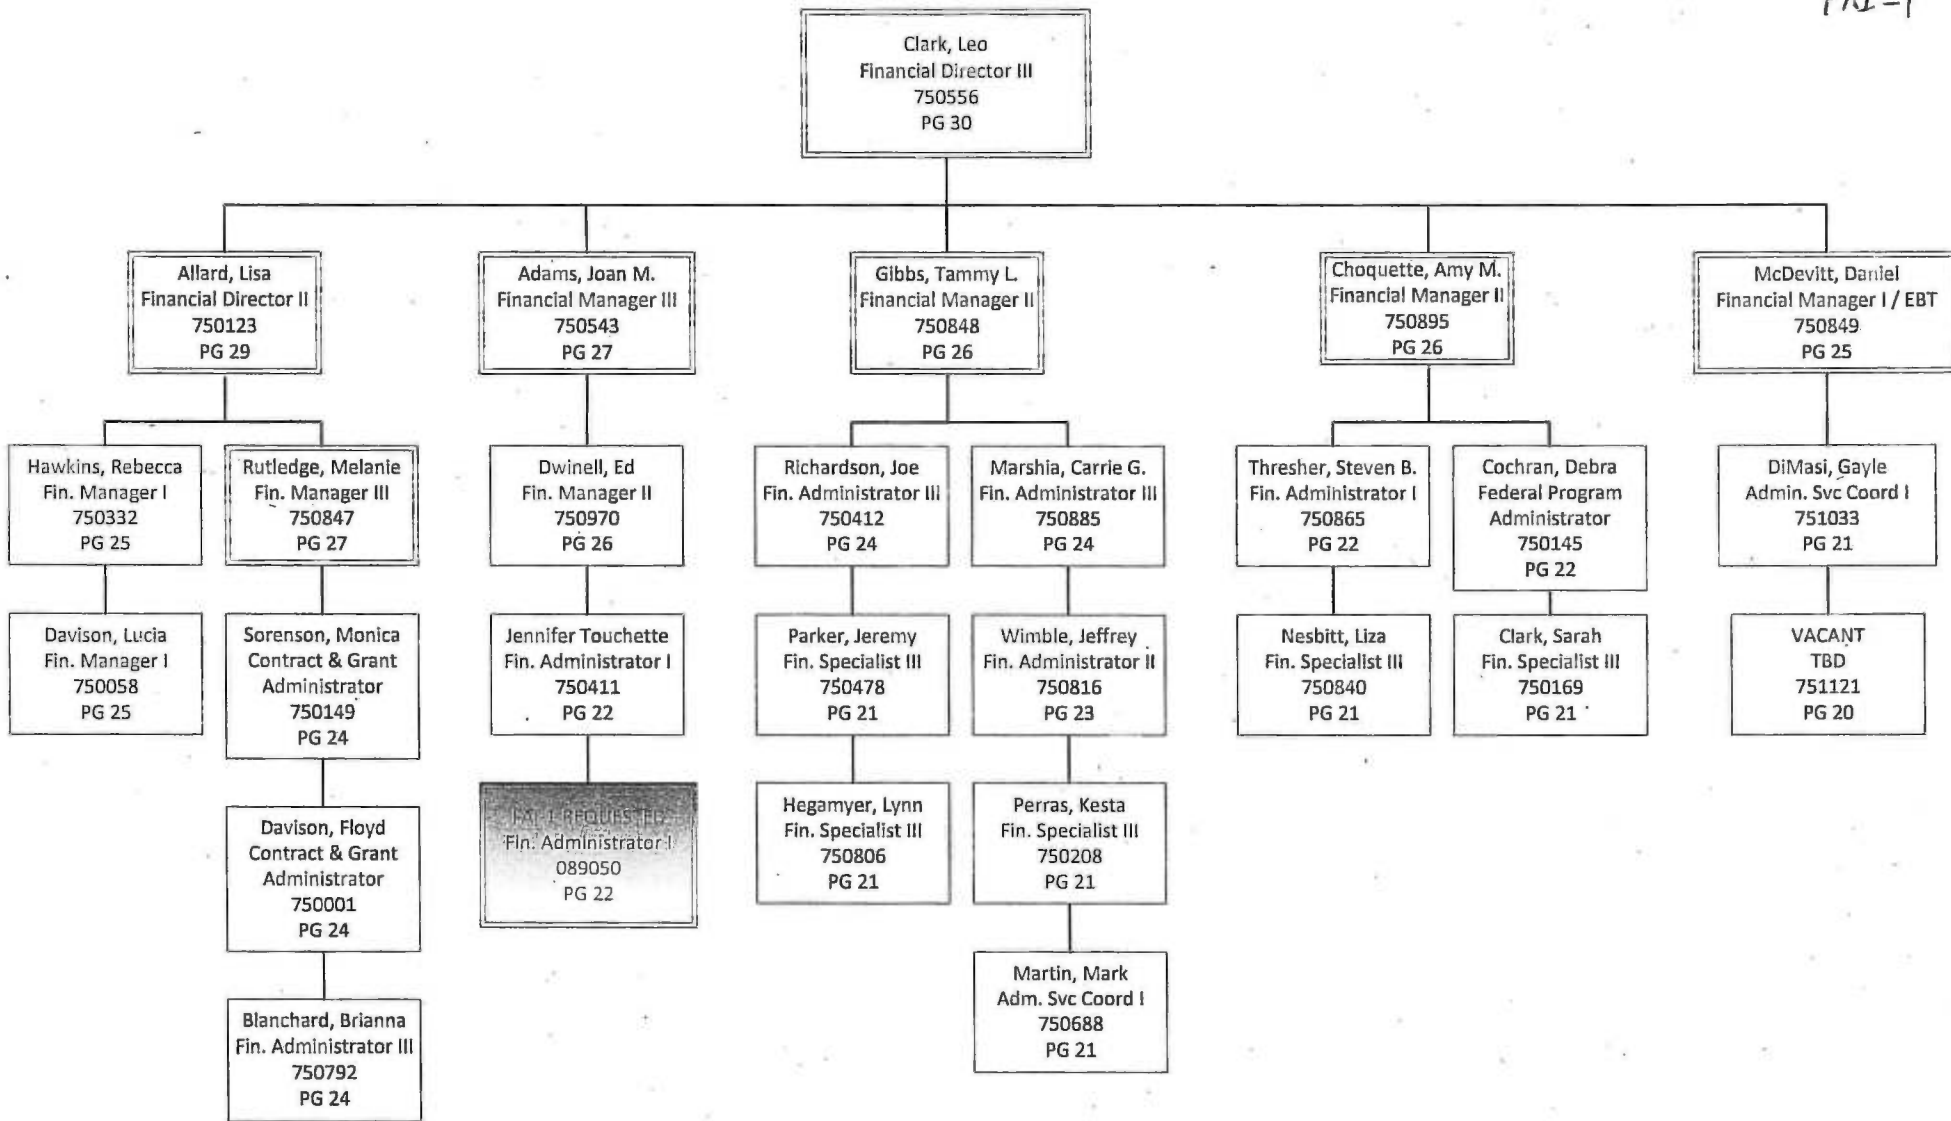 Clark, Leo
Financial Director III
750556
PG 30
Allard, Lisa
Financial Director II
750123
PG 29
Adams, Joan M.
Financial Manager III
750543
PG 27
Gibbs, Tammy L.
Financial Manager II
750848
PG 26
Choquette, Amy M.
Financial Manager II
750895
PG 26
McDevitt, Daniel
Financial Manager I / EBT
750849
PG 25
Hawkins, Rebecca
Fin. Manager I
750332
PG 25
Rutledge, Melanie
Fin. Manager III
750847
PG 27
Dwinell, Ed
Fin. Manager II
750970
PG 26
Richardson, Joe
Fin. Administrator III
750412
PG 24
Marshia, Carrie G.
Fin. Administrator III
750885
PG 24
Thresher, Steven B.
Fin. Administrator I
750865
PG 22
Cochran, Debra
Federal Program
Administrator
750145
PG 22
DiMasi, Gayle
Admin. Svc Coord I
751033
PG 21
Davison, Lucia
Fin. Manager I
750058
PG 25
Sorenson, Monica
Contract & Grant
Administrator
750149
PG 24
Jennifer Touchette
Fin. Administrator I
750411
PG 22
Parker, Jeremy
Fin. Specialist III
750478
PG 21
Wimble, Jeffrey
Fin. Administrator II
750816
PG 23
Nesbitt, Liza
Fin. Specialist III
750840
PG 21
Clark, Sarah
Fin. Specialist III
750169
PG 21
VACANT
TBD
751121
PG 20
Davison, Floyd
Contract & Grant
Administrator
750001
PG 24
REQUESTED
Fin. Administrator I
089050
PG 22
Hegamyer, Lynn
Fin. Specialist III
750806
PG 21
Perras, Kesta
Fin. Specialist III
750208
PG 21
Blanchard, Brianna
Fin. Administrator III
750792
PG 24
Martin, Mark
Adm. Svc Coord I
750688
PG 21